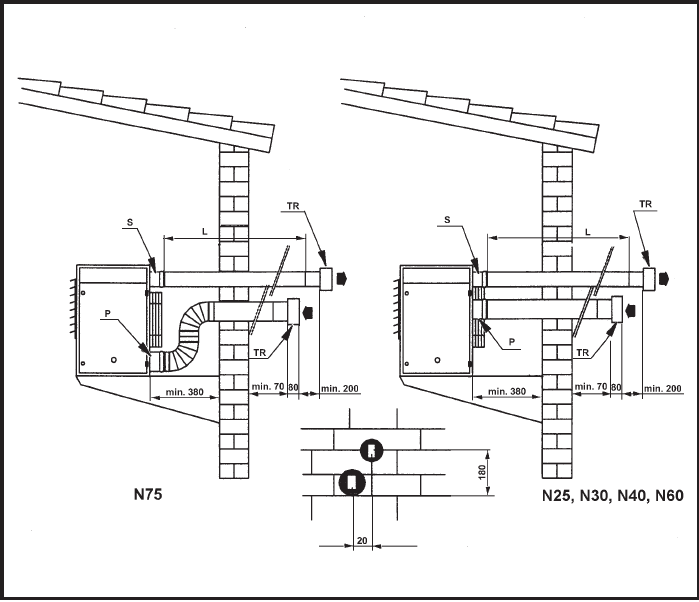 TR
S
L
P
TR
min. 380
min. 70
80
min. 200
N75
TR
S
L
P
TR
min. 380
min. 70
80
min. 200
N25, N30, N40, N60
180
20